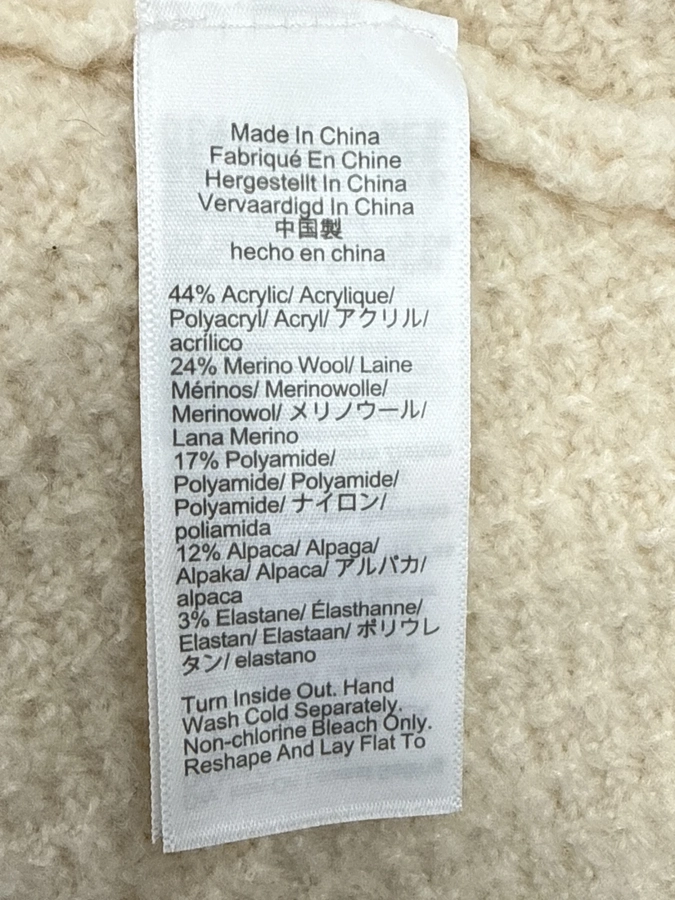 Made In China
Fabriqué En Chine
Hergestellt In China
Vervaardigd In China
中国製
hecho en china
44% Acrylic/ Acrylique/
Polyacryl/ Acryl/ アクリル/
acrílico
24% Merino Wool/ Laine
Mérinos/ Merinowolle/
Merinowol/ メリノウール/
Lana Merino
17% Polyamide/
Polyamide/ Polyamide/
Polyamide/ ナイロン/
poliamida
12% Alpaca/ Alpaga/
Alpaka/ Alpaca/ アルパカ/
alpaca
3% Elastane/ Élasthanne/
Elastan/ Elastaan/ ポリウレ
タン/ elastano
Turn Inside Out. Hand
Wash Cold Separately.
Non-chlorine Bleach Only.
Reshape And Lay Flat To